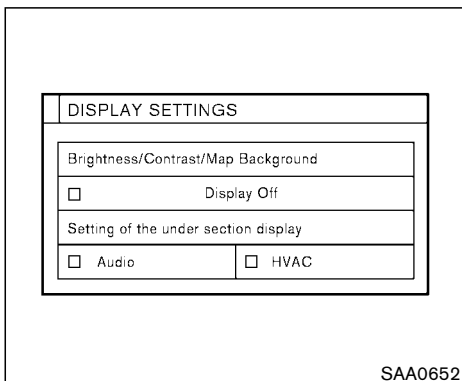 DISPLAY SETTINGS
Brightness/Contrast/Map Background
Display Off
Setting of the under section display
Audio HVAC
SAA0652